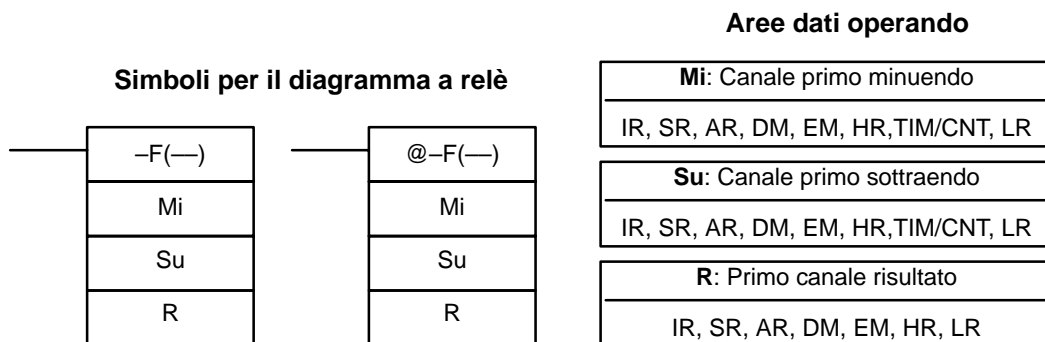 Simboli per il diagramma a relè
–F(––)
Mi
Su
R
@–F(––)
Mi
Su
R
Aree dati operando
Mi: Canale primo minuendo
IR, SR, AR, DM, EM, HR,TIM/CNT, LR
Su: Canale primo sottraendo
IR, SR, AR, DM, EM, HR,TIM/CNT, LR
R: Primo canale risultato
IR, SR, AR, DM, EM, HR, LR